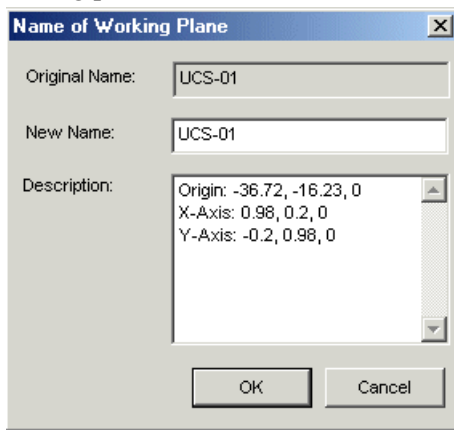 Name of Working Plane
Original Name: UCS-01
New Name: UCS-01
Description: Origin: -36.72, -16.23, 0
X-Axis: 0.98, 0.2, 0
Y-Axis: -0.2, 0.98, 0
OK Cancel